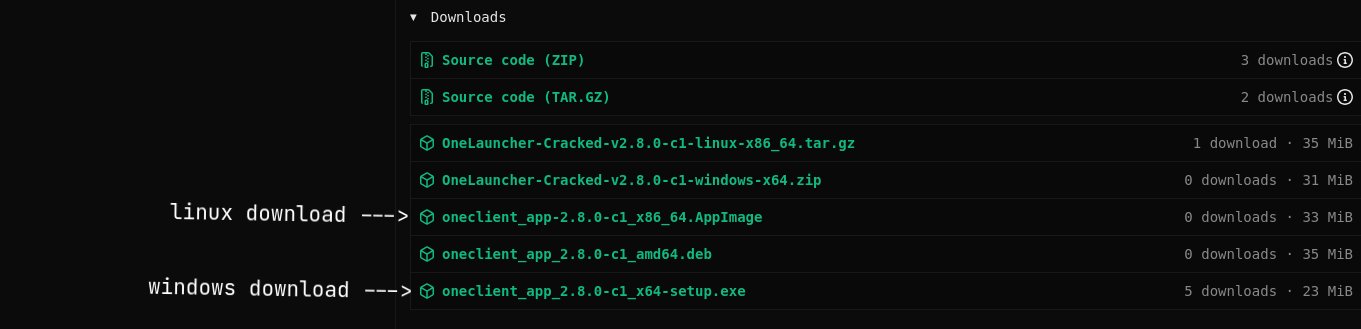 ▼ Downloads
Source code (ZIP) 3 downloads
Source code (TAR.GZ) 2 downloads
OneLauncher-Cracked-v2.8.0-c1-linux-x86_64.tar.gz 1 download · 35 MiB
OneLauncher-Cracked-v2.8.0-c1-windows-x64.zip 0 downloads · 31 MiB
linux download ---> oneclient_app-2.8.0-c1_x86_64.AppImage 0 downloads · 33 MiB
oneclient_app_2.8.0-c1_amd64.deb 0 downloads · 35 MiB
windows download ---> oneclient_app_2.8.0-c1_x64-setup.exe 5 downloads · 23 MiB